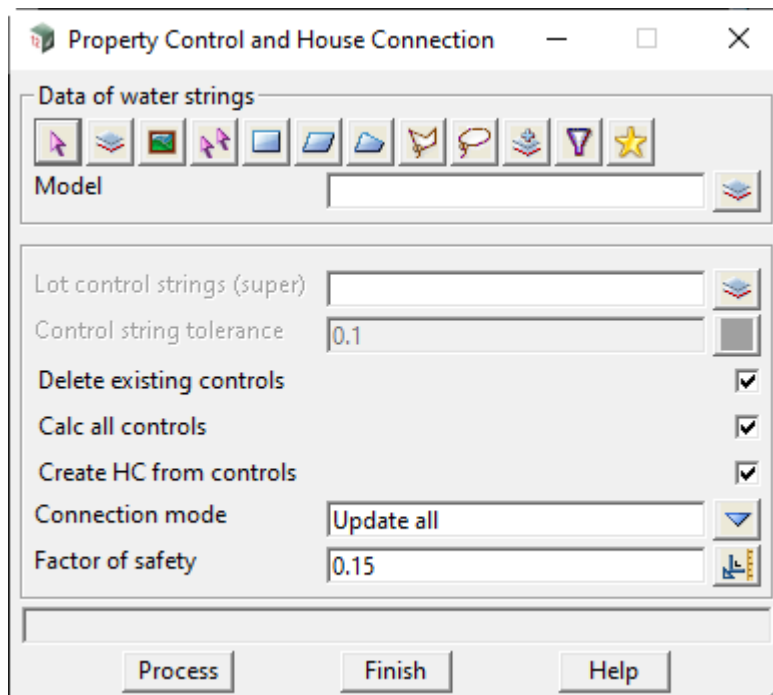 Property Control and House Connection
Data of water strings
Model
Lot control strings (super)
Control string tolerance 0.1
Delete existing controls
Calc all controls
Create HC from controls
Connection mode Update all
Factor of safety 0.15
Process Finish Help